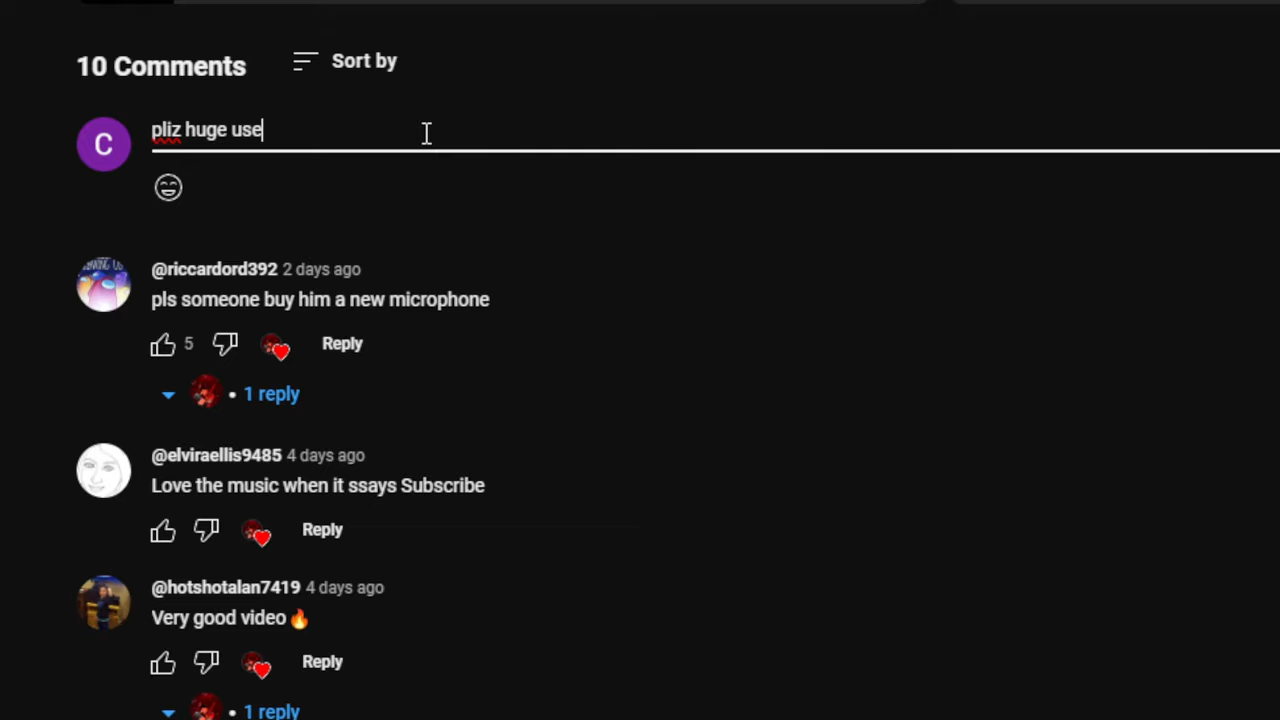 10 Comments
Sort by
C
pliz huge use
@riccardord392 2 days ago
pls someone buy him a new microphone
5
Reply
• 1 reply
@elviraellis9485 4 days ago
Love the music when it ssays Subscribe
Reply
@hotshotalan7419 4 days ago
Very good video🔥
Reply
• 1 reply